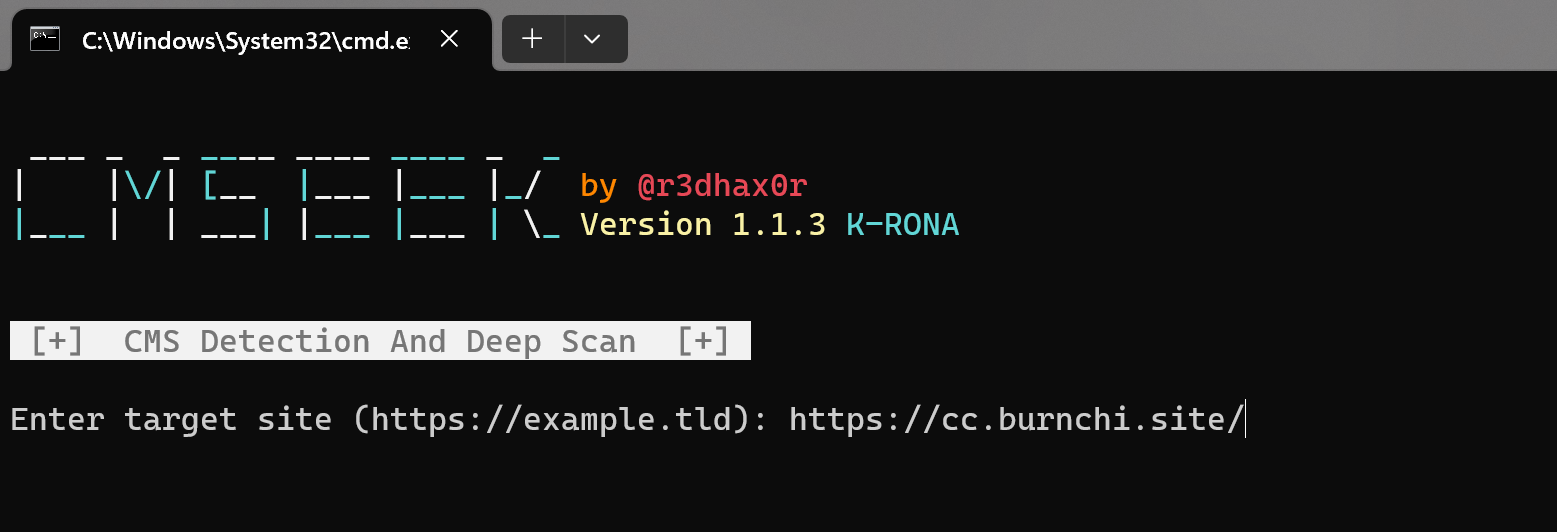 C:\Windows\System32\cmd.e
CMSEEK
by @r3dhax0r
Version 1.1.3 K-RONA
[+] CMS Detection And Deep Scan [+]
Enter target site (https://example.tld): https://cc.burnchi.site/